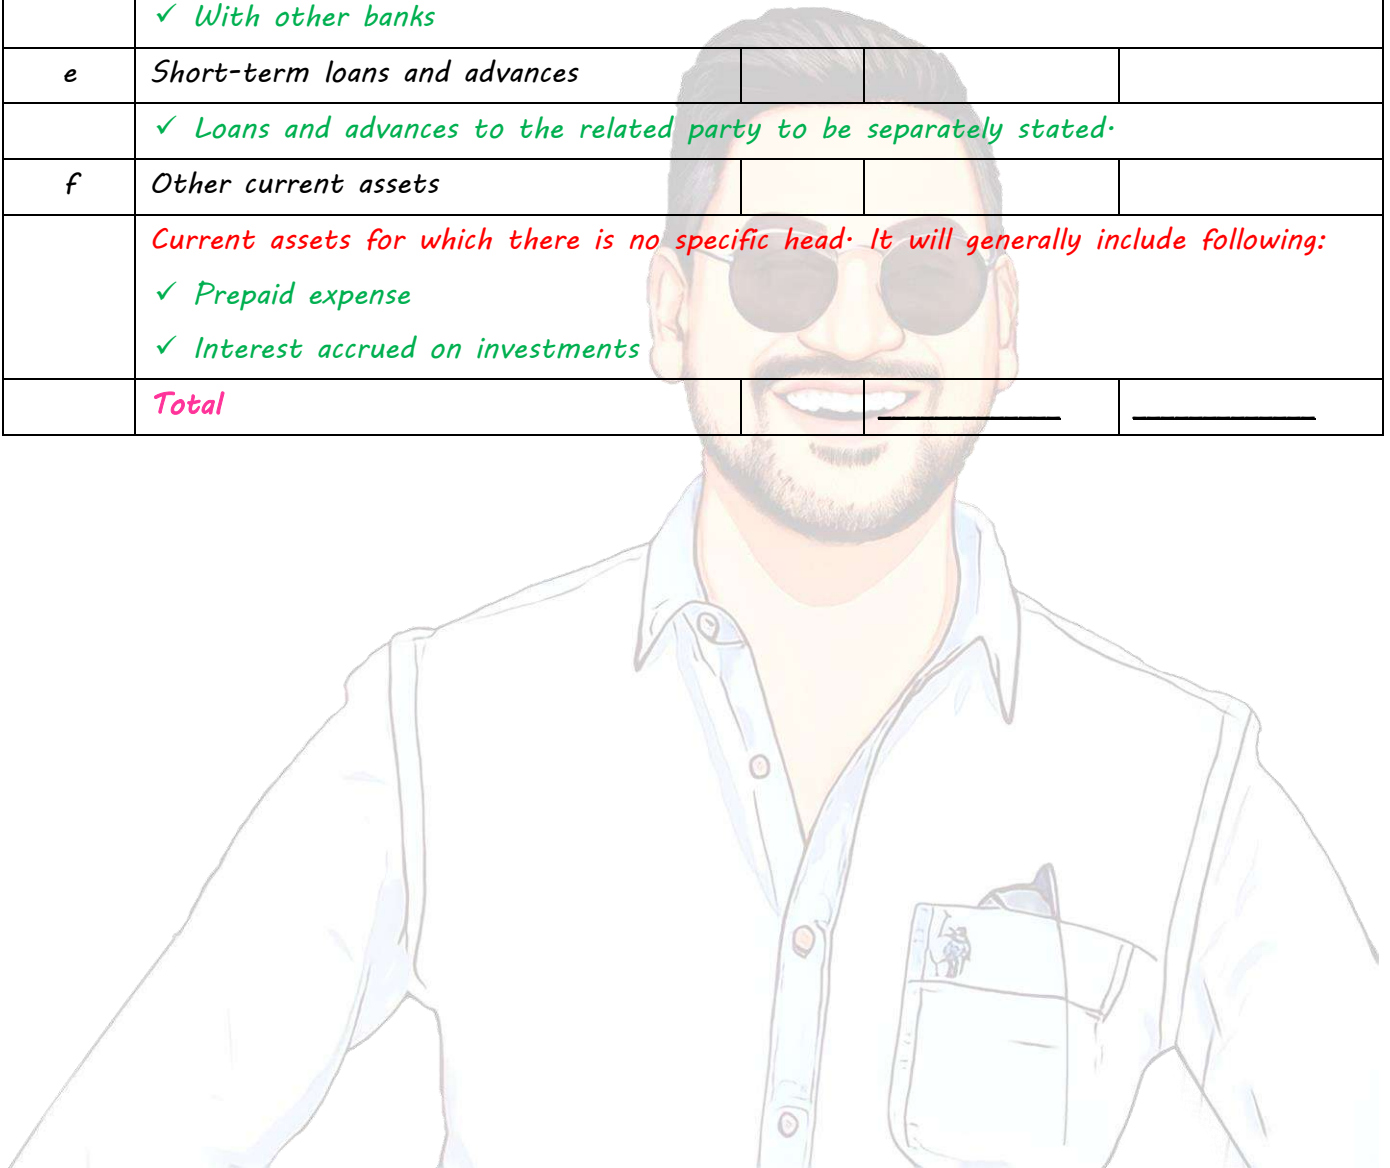 ✓ With other banks
e Short-term loans and advances
✓ Loans and advances to the related party to be separately stated.
f Other current assets
Current assets for which there is no specific head. It will generally include following:
✓ Prepaid expense
✓ Interest accrued on investments
Total